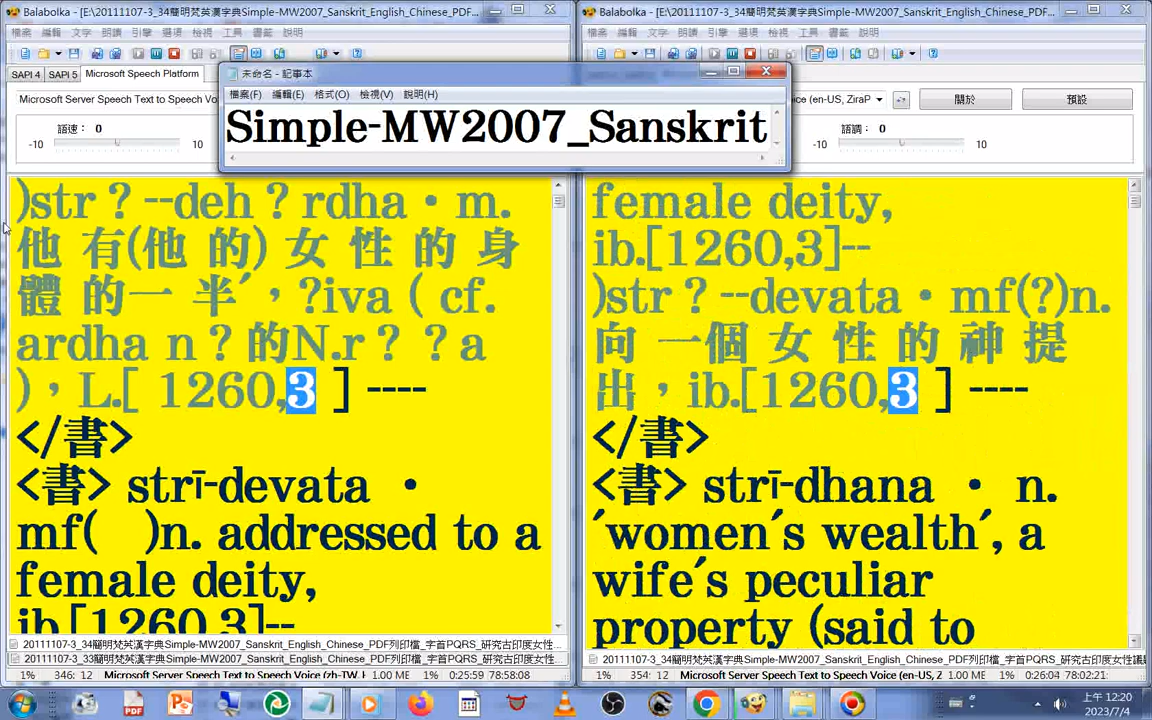 Balabolka - [E:\20111107-3_34簡明梵英漢字典Simple-MW2007_Sanskrit_English_Chinese_PDF...
檔案 編輯 文字 朗讀 引擎 選項 檢視 工具 書籤 說明
SAPI 4 SAPI 5 Microsoft Speech Platform
Microsoft Server Speech Text to Speech Vo
語速： 0
-10 10
)str？--deh？rdha・m.
他 有(他 的) 女 性 的 身
體 的一 半´，?iva ( cf.
ardha n？的N.r？？a
)，L.[ 1260,3 ] ----
</書>
<書> strī-devata ・
mf( )n. addressed to a
female deity,
ib.[1260,3]--
20111107-3_34簡明梵英漢字典Simple-MW2007_Sanskrit_English_Chinese_PDF列印檔_字首PQRS_研究古印度女性...
20111107-3_33簡明梵英漢字典Simple-MW2007_Sanskrit_English_Chinese_PDF列印檔_字首PQRS_研究古印度女性...
1% 346: 12 Microsoft Server Speech Text to Speech Voice (zh-TW, H 1.00 ME 1% 0:25:59 78:58:08
未命名 - 記事本
檔案(F) 編輯(E) 格式(O) 檢視(V) 說明(H)
Simple-MW2007_Sanskrit
Balabolka - [E:\20111107-3_34簡明梵英漢字典Simple-MW2007_Sanskrit_English_Chinese_PDF...
檔案 編輯 文字 朗讀 引擎 選項 檢視 工具 書籤 說明
ice (en-US, ZiraP 關於 預設
語調： 0
-10 10
female deity,
ib.[1260,3]--
)str？--devata・mf(?)n.
向 一個 女 性 的 神 提
出，ib.[1260,3 ] ----
</書>
<書> strī-dhana ・ n.
´women´s wealth´, a
wife´s peculiar
property (said to
20111107-3_34簡明梵英漢字典Simple-MW2007_Sanskrit_English_Chinese_PDF列印檔_字首PQRS_研究古印度女性議
1% 354: 12 Microsoft Server Speech Text to Speech Voice (en-US, Z 1.00 ME 1% 0:26:04 78:02:21
上午 12:20
2023/7/4